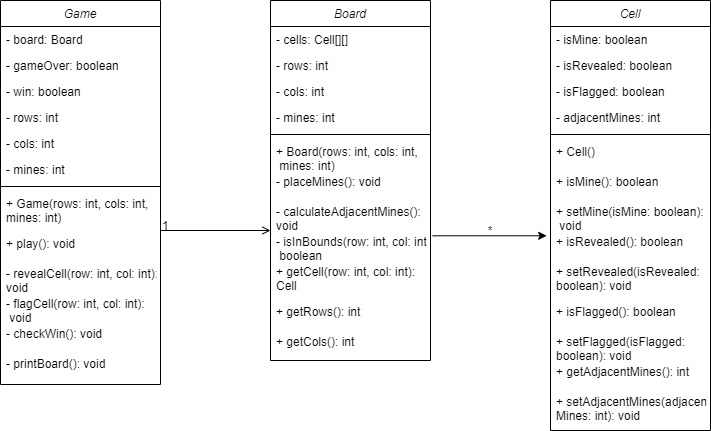 Game
- board: Board
- gameOver: boolean
- win: boolean
- rows: int
- cols: int
- mines: int
+ Game(rows: int, cols: int,
mines: int)
+ play(): void
- revealCell(row: int, col: int):
void
- flagCell(row: int, col: int):
void
- checkWin(): void
- printBoard(): void
1
Board
- cells: Cell[][]
- rows: int
- cols: int
- mines: int
+ Board(rows: int, cols: int,
mines: int)
- placeMines(): void
- calculateAdjacentMines():
void
- isInBounds(row: int, col: int
boolean
+ getCell(row: int, col: int):
Cell
+ getRows(): int
+ getCols(): int
*
Cell
- isMine: boolean
- isRevealed: boolean
- isFlagged: boolean
- adjacentMines: int
+ Cell()
+ isMine(): boolean
+ setMine(isMine: boolean):
void
+ isRevealed(): boolean
+ setRevealed(isRevealed:
boolean): void
+ isFlagged(): boolean
+ setFlagged(isFlagged:
boolean): void
+ getAdjacentMines(): int
+ setAdjacentMines(adjacen
Mines: int): void